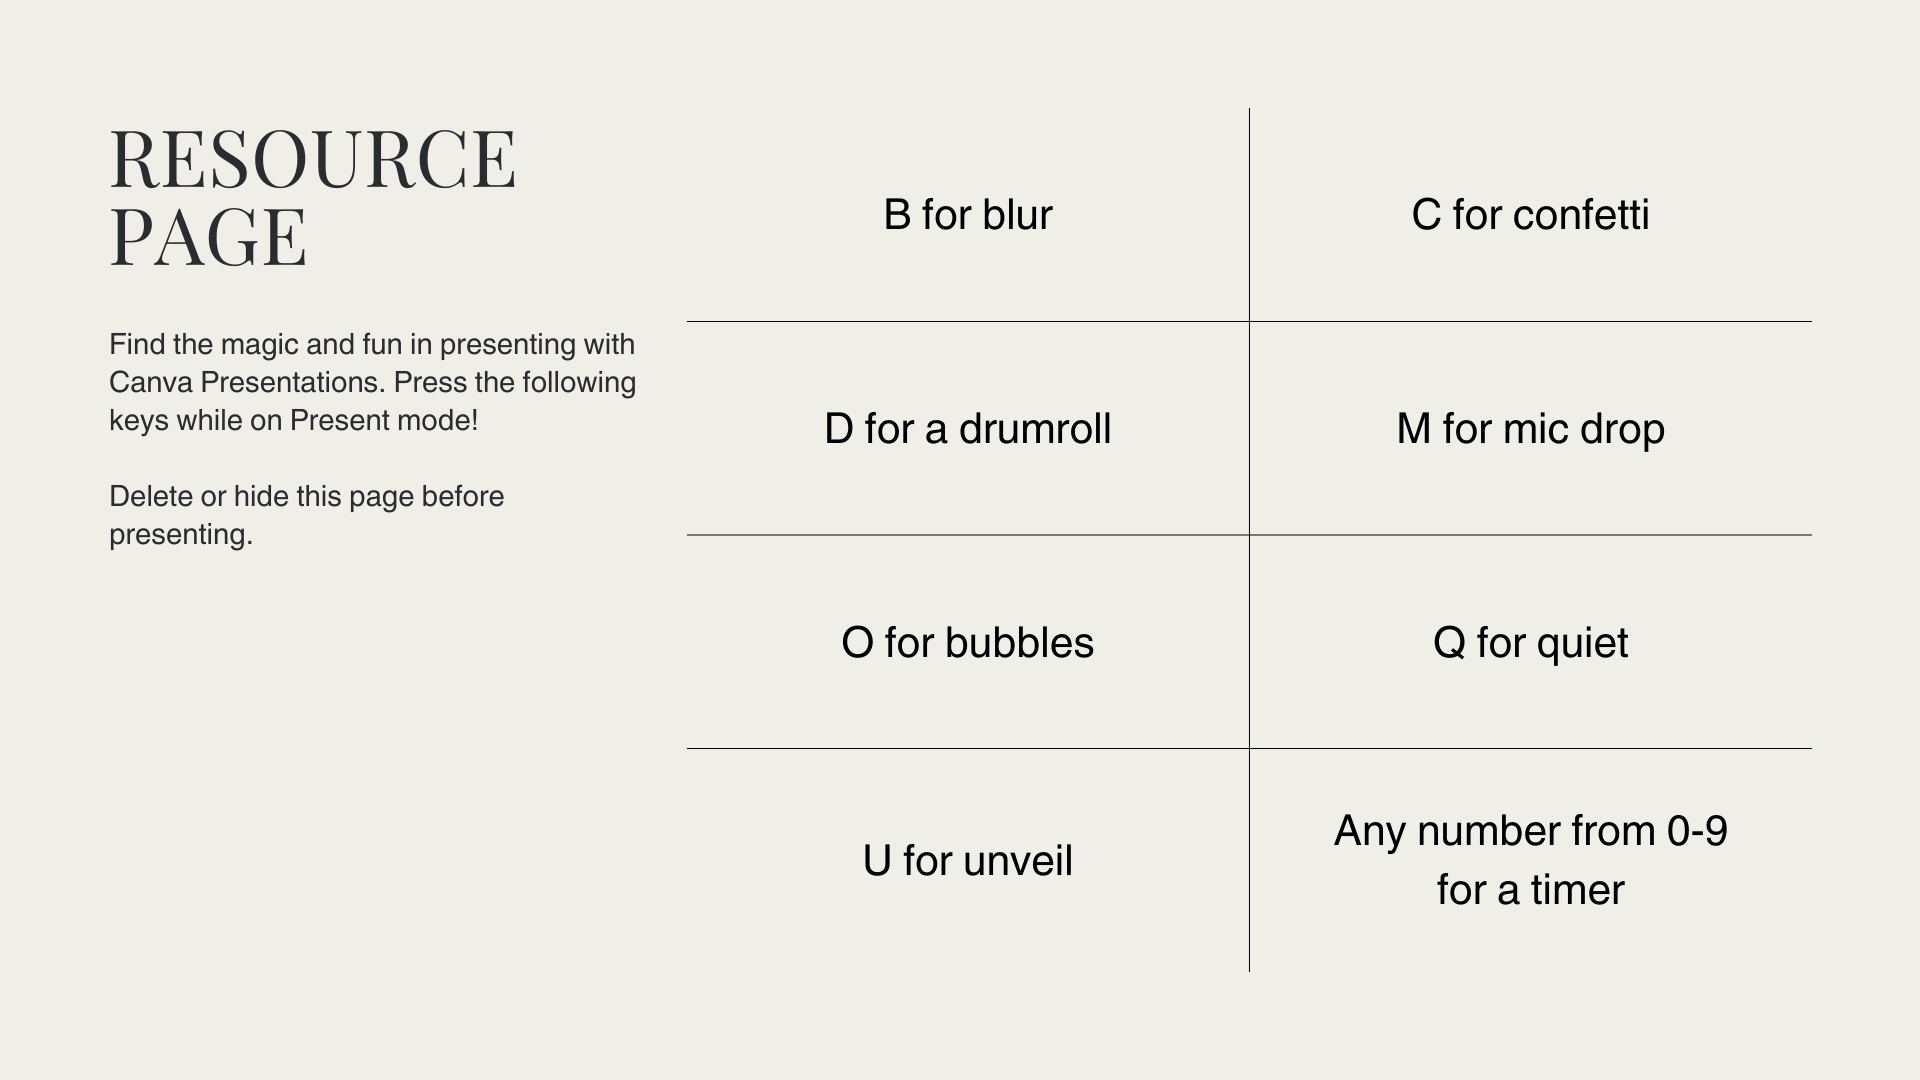 RESOURCE
PAGE
Find the magic and fun in presenting with
Canva Presentations. Press the following
keys while on Present mode!
Delete or hide this page before
presenting.
B for blur
C for confetti
D for a drumroll
M for mic drop
O for bubbles
Q for quiet
U for unveil
Any number from 0-9
for a timer